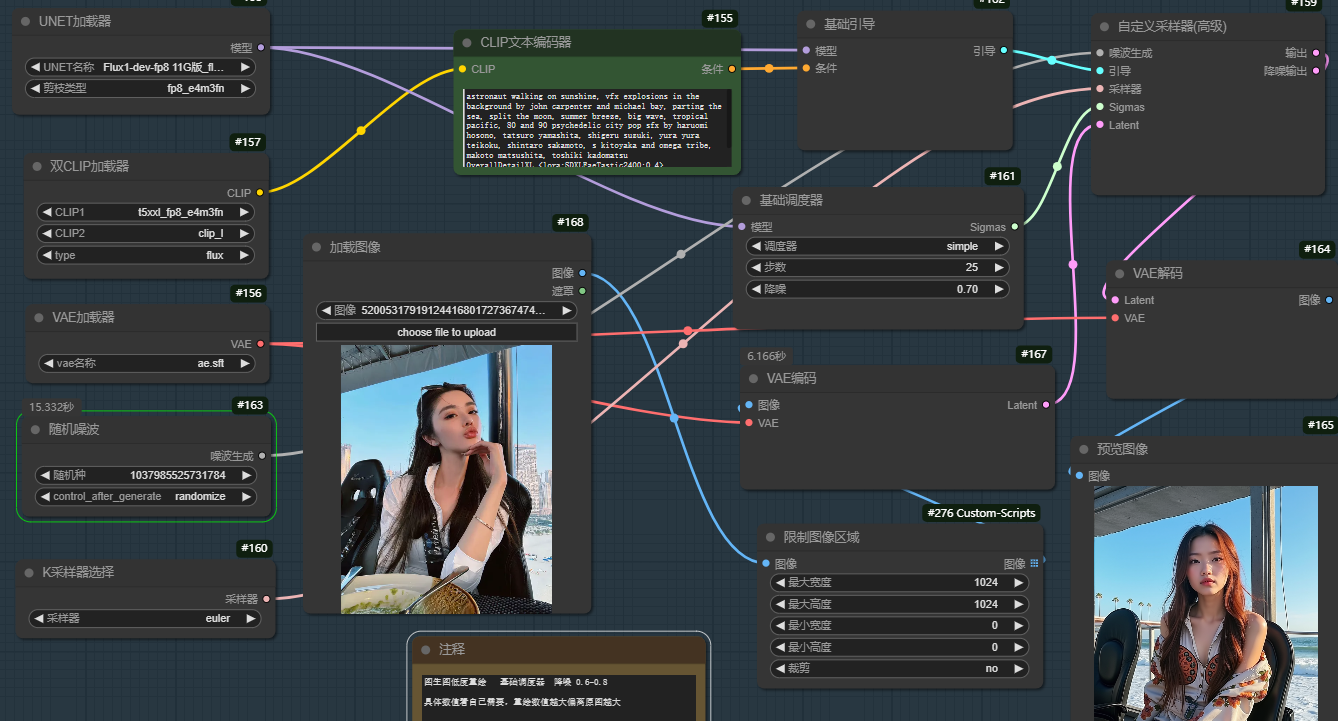 UNET加载器
模型
UNET名称 Flux1-dev-fp8 11G版_fl...
剪枝类型 fp8_e4m3fn
#157
双CLIP加载器
CLIP
CLIP1 t5xxd_fp8_e4m3fn
CLIP2 clip_l
type flux
#156
VAE加载器
VAE
vae名称 ae.sft
15.332秒
#163
随机噪波
噪波生成
随机种 1037985525731784
control_after_generate randomize
#160
K采样器选择
采样器
采样器 euler
#155
CLIP文本编码器
CLIP 条件
astronaut walking on sunshine, vfx explosions in the
background by john carpenter and michael bay, parting the
sea, split the moon, summer breeze, big wave, tropical
pacific, 80 and 90 psychedelic city pop sfx by haruomi
hosono, tatsuro yamashita, shigeru suzuki, yura yura
teikoku, shintaro sakamoto, s kitoyaka and omega tribe,
makoto matsushita, toshiki kadomatsu
OverallDetailXL <lora:SDXLFaeTastic2400:0.4>
#168
加载图像
图像
遮罩
图像 52005317919124416801727367474...
choose file to upload
注释
图生图低度重绘 基础调度器 降噪 0.6-0.8
具体数值看自己需要，重绘数值越大偏离原图越大
#162
基础引导
模型 引导
条件
#161
基础调度器
模型 Sigmas
调度器 simple
步数 25
降噪 0.70
6.166秒
#167
VAE编码
图像 Latent
VAE
#276 Custom-Scripts
限制图像区域
图像 图像
最大宽度 1024
最大高度 1024
最小宽度 0
最小高度 0
裁剪 no
#159
自定义采样器(高级)
噪波生成 输出
引导 降噪输出
采样器
Sigmas
Latent
#164
VAE解码
Latent 图像
VAE
#165
预览图像
图像